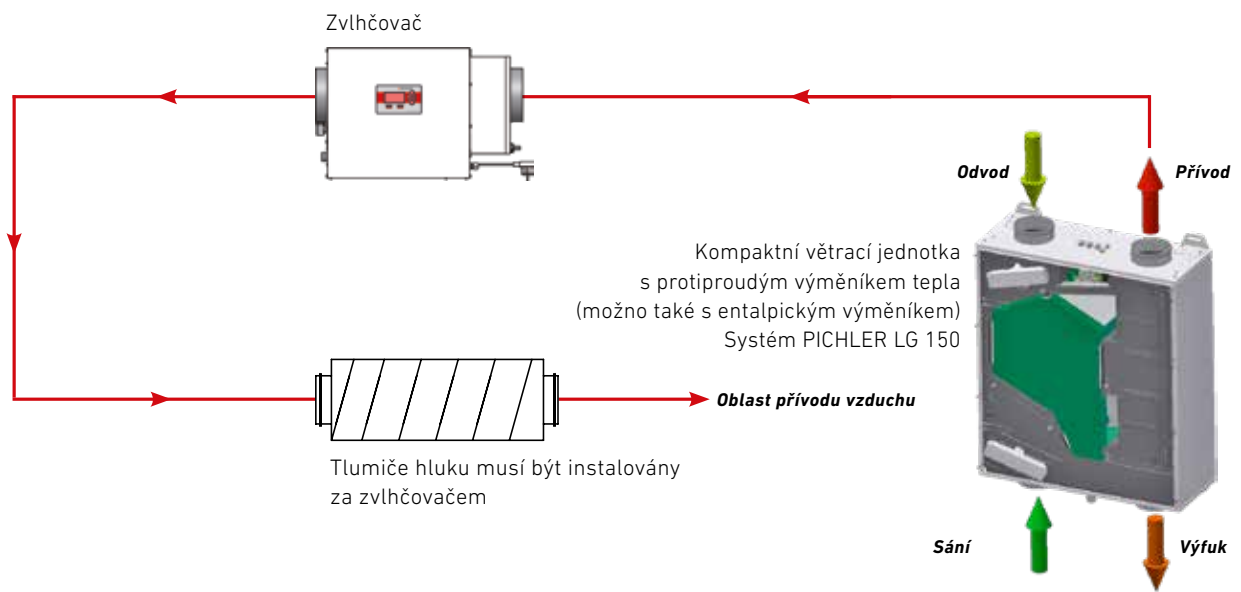 Zvlhčovač
Odvod
Přívod
Kompaktní větrací jednotka
s protiproudým výměníkem tepla
(možno také s entalpickým výměníkem)
Systém PICHLER LG 150
Oblast přívodu vzduchu
Tlumiče hluku musí být instalovány
za zvlhčovačem
Sání
Výfuk